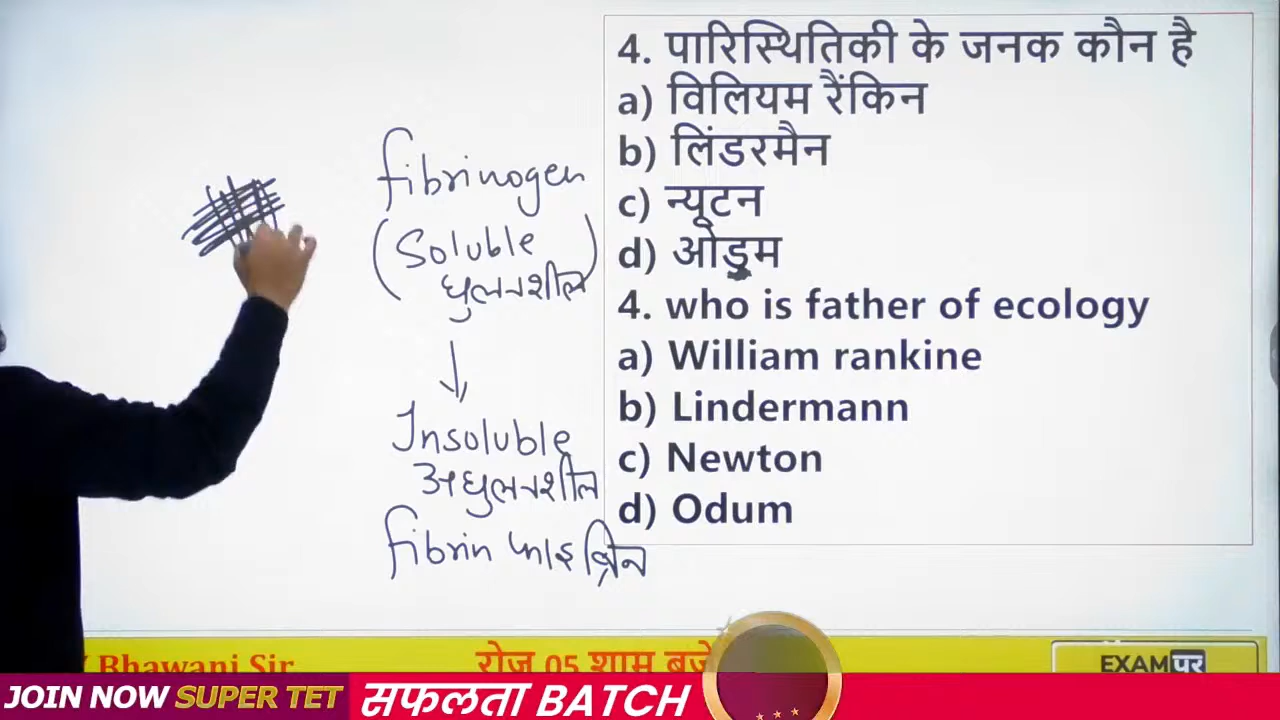 4. पारिस्थितिकी के जनक कौन है
a) विलियम रैंकिन
b) लिंडरमैन
c) न्यूटन
d) ओडुम
4. who is father of ecology
a) William rankine
b) Lindermann
c) Newton
d) Odum
fibrinogen
(Soluble
घुलनशील)
Insoluble
अघुलनशील
fibrin फाइब्रिन
Bhawani Sir
रोज 05 शाम बजे
EXAMपर
JOIN NOW SUPER TET सफलता BATCH